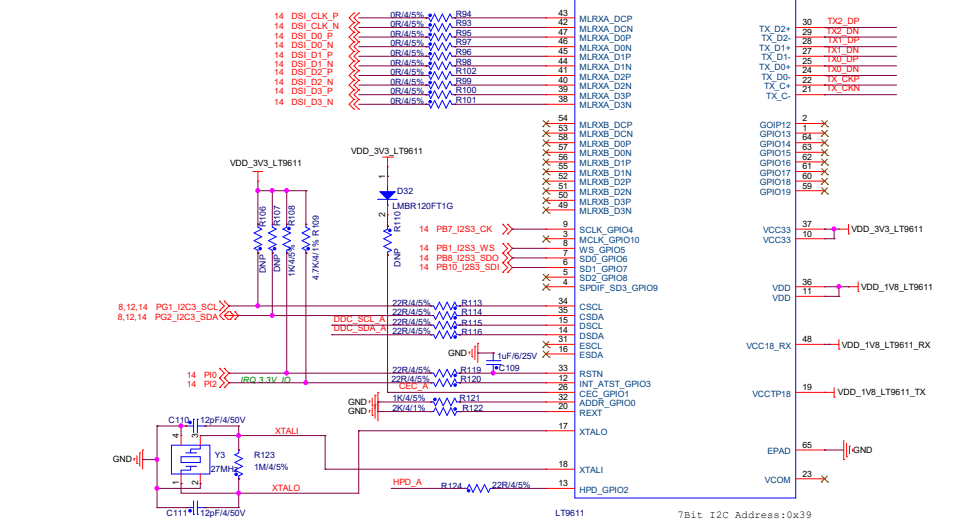 14 DSI_CLK_P 0R/4/5% R94 43 MLRXA_DCP
14 DSI_CLK_N 0R/4/5% R93 42 MLRXA_DCN
14 DSI_D0_P 0R/4/5% R95 47 MLRXA_D0P
14 DSI_D0_N 0R/4/5% R97 46 MLRXA_D0N
14 DSI_D1_P 0R/4/5% R96 45 MLRXA_D1P
14 DSI_D1_N 0R/4/5% R98 44 MLRXA_D1N
14 DSI_D2_P 0R/4/5% R102 41 MLRXA_D2P
14 DSI_D2_N 0R/4/5% R99 40 MLRXA_D2N
14 DSI_D3_P 0R/4/5% R100 39 MLRXA_D3P
14 DSI_D3_N 0R/4/5% R101 38 MLRXA_D3N
TX_D2+ 30 TX2_DP
TX_D2- 29 TX2_DN
TX_D1+ 28 TX1_DP
TX_D1- 27 TX1_DN
TX_D0+ 25 TX0_DP
TX_D0- 24 TX0_DN
TX_C+ 22 TX_CKP
TX_C- 21 TX_CKN
54 MLRXB_DCP
53 MLRXB_DCN
58 MLRXB_D0P
57 MLRXB_D0N
56 MLRXB_D1P
55 MLRXB_D1N
52 MLRXB_D2P
51 MLRXB_D2N
50 MLRXB_D3P
49 MLRXB_D3N
GOIP12 2
GPIO13 1
GPIO14 64
GPIO15 63
GPIO16 62
GPIO17 61
GPIO18 60
GPIO19 59
VDD_3V3_LT9611
VDD_3V3_LT9611
1
D32
LMBR120FT1G
2
R106
DNP
R107
DNP
R108
1K/4/5%
R109
4.7K/4/1%
R110
DNP
14 PB7_I2S3_CK 9 SCLK_GPIO4
3 MCLK_GPIO10
14 PB1_I2S3_WS 8 WS_GPIO5
14 PB8_I2S3_SDO 7 SD0_GPIO6
14 PB10_I2S3_SDI 6 SD1_GPIO7
5 SD2_GPIO8
4 SPDIF_SD3_GPIO9
VCC33 37 VDD_3V3_LT9611
VCC33 10
VDD 36 VDD_1V8_LT9611
VDD 11
8,12,14 PG1_I2C3_SCL 22R/4/5% R113 34 CSCL
8,12,14 PG2_I2C3_SDA 22R/4/5% R114 35 CSDA
DDC_SCL_A 22R/4/5% R115 15 DSCL
DDC_SDA_A 22R/4/5% R116 14 DSDA
31 ESCL
16 ESDA
GND 1uF/6/25V
C109
VCC18_RX 48 VDD_1V8_LT9611_RX
14 PI0 22R/4/5% R119 33 RSTN
14 PI2 IRQ 3.3V_IO 22R/4/5% R120 12 INT_ATST_GPIO3
CEC_A 26 CEC_GPIO1
GND 1K/4/5% R121 32 ADDR_GPIO0
GND 2K/4/1% R122 20 REXT
VCCTP18 19 VDD_1V8_LT9611_TX
C110 12pF/4/50V
XTALI
17 XTALO
4 3
GND Y3
27MHz
R123
1M/4/5%
1 2
XTALO
C111 12pF/4/50V
18 XTALI
HPD_A R124 22R/4/5% 13 HPD_GPIO2
EPAD 65 GND
VCOM 23
LT9611
7Bit I2C Address:0x39